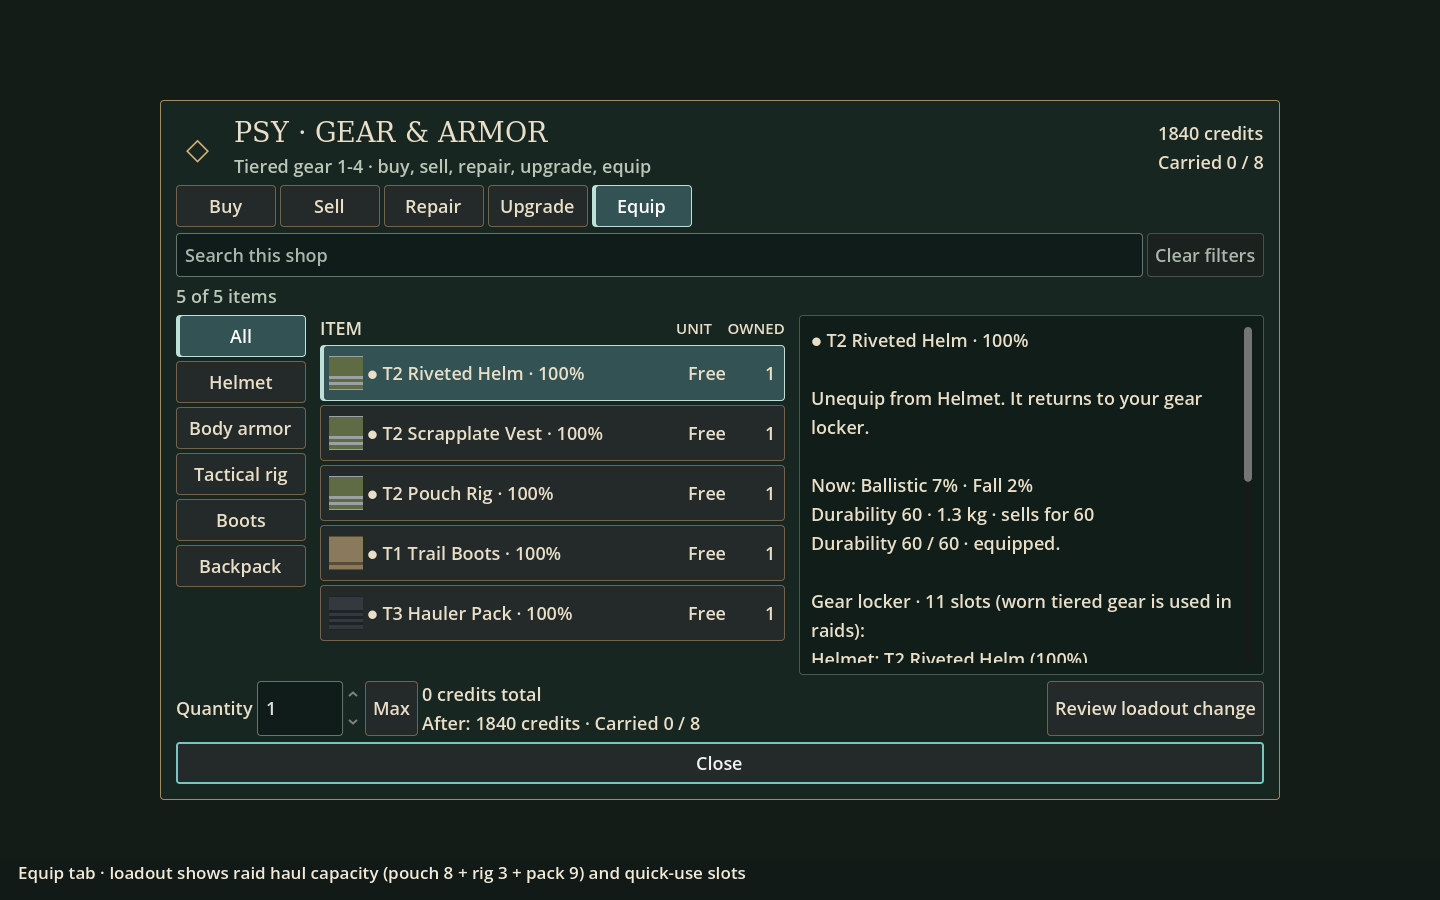 PSY · GEAR & ARMOR
Tiered gear 1-4 · buy, sell, repair, upgrade, equip
1840 credits
Carried 0 / 8
Buy
Sell
Repair
Upgrade
Equip
Search this shop
Clear filters
5 of 5 items
All
Helmet
Body armor
Tactical rig
Boots
Backpack
ITEM UNIT OWNED
● T2 Riveted Helm · 100% Free 1
● T2 Scrapplate Vest · 100% Free 1
● T2 Pouch Rig · 100% Free 1
● T1 Trail Boots · 100% Free 1
● T3 Hauler Pack · 100% Free 1
● T2 Riveted Helm · 100%
Unequip from Helmet. It returns to your gear
locker.
Now: Ballistic 7% · Fall 2%
Durability 60 · 1.3 kg · sells for 60
Durability 60 / 60 · equipped.
Gear locker · 11 slots (worn tiered gear is used in
raids):
Helmet: T2 Riveted Helm (100%)
Quantity 1
Max
0 credits total
After: 1840 credits · Carried 0 / 8
Review loadout change
Close
Equip tab · loadout shows raid haul capacity (pouch 8 + rig 3 + pack 9) and quick-use slots